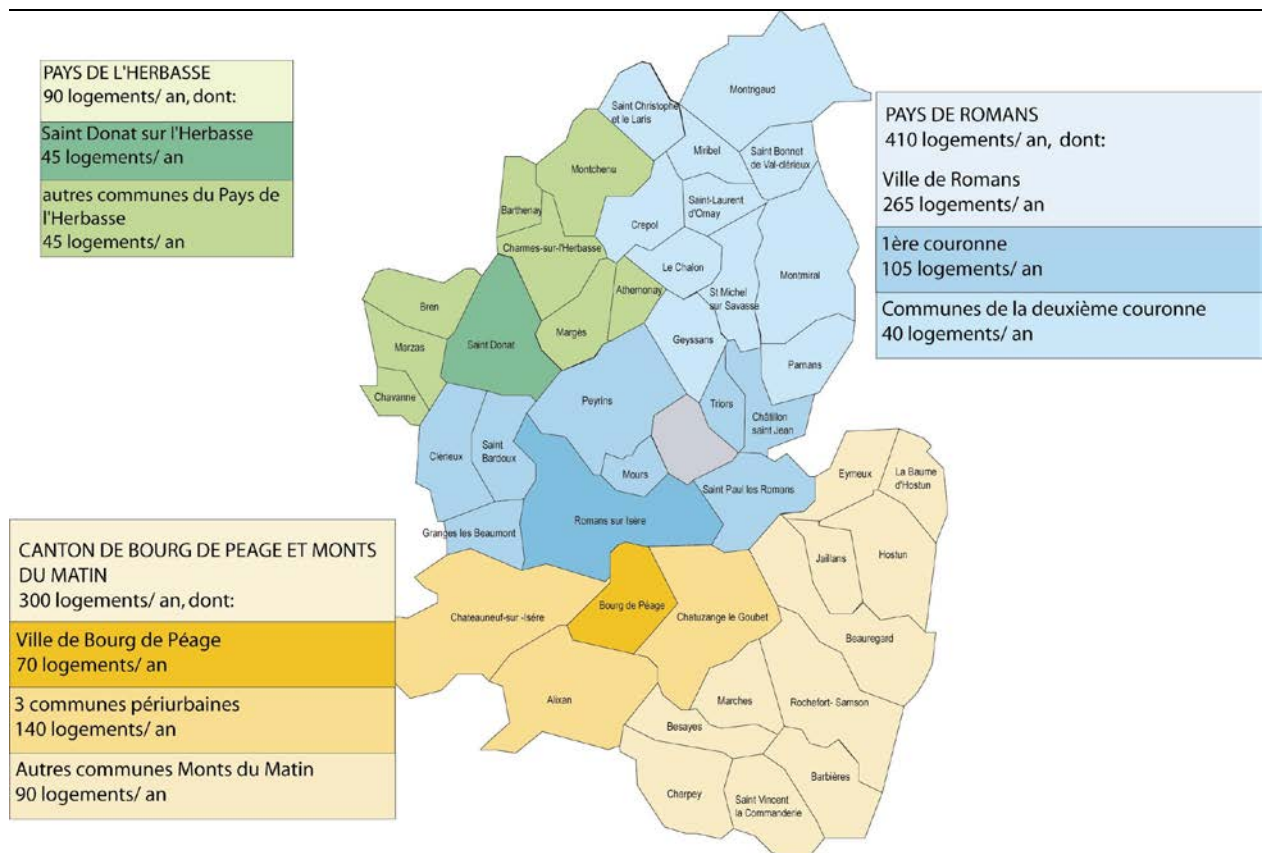 PAYS DE L'HERBASSE
90 logements/ an, dont:
Saint Donat sur l'Herbasse
45 logements/ an
autres communes du Pays de
l'Herbasse
45 logements/ an
PAYS DE ROMANS
410 logements/ an, dont:
Ville de Romans
265 logements/ an
1ère couronne
105 logements/ an
Communes de la deuxième couronne
40 logements/ an
CANTON DE BOURG DE PEAGE ET MONTS
DU MATIN
300 logements/ an, dont:
Ville de Bourg de Péage
70 logements/ an
3 communes périurbaines
140 logements/ an
Autres communes Monts du Matin
90 logements/ an
Montrigaud
Saint Christophe
et le Laris
Miribel
Saint Bonnet
de Val-clérieux
Montchenu
Saint-Laurent
d'Onay
Barthenay
Crepol
Charmes-sur-l'Herbasse
Le Chalon
Montmiral
Athemonay
St Michel
sur Savasse
Bren
Margès
Geyssans
Marzas
Saint Donat
Parnans
Chavanne
Peyrins
Triors
Châtillon
saint Jean
Clérieux
Saint
Bardoux
Mours
Saint Paul les Romans
Eymeux
La Baume
d'Hostun
Granges les Beaumont
Romans sur Isère
Jaillans
Hostun
Chateauneuf-sur -Isére
Bourg de Péage
Chatuzange le Goubet
Beauregard
Alixan
Marches
Rochefort- Samson
Besayes
Barbières
Charpey
Saint Vincent
la Commanderie